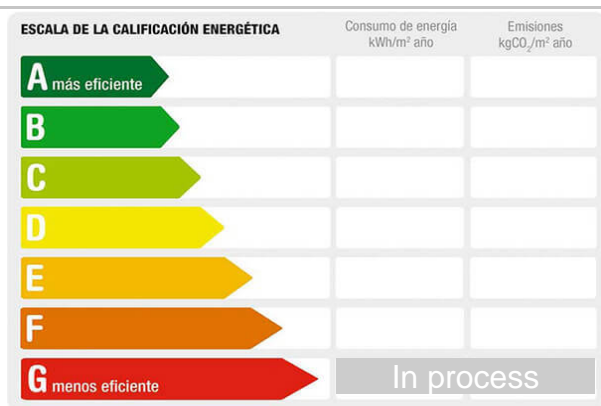 ESCALA DE LA CALIFICACIÓN ENERGÉTICA
Consumo de energía
kWh/m² año
Emisiones
kgCO₂/m² año
A más eficiente
B
C
D
E
F
G menos eficiente
In process